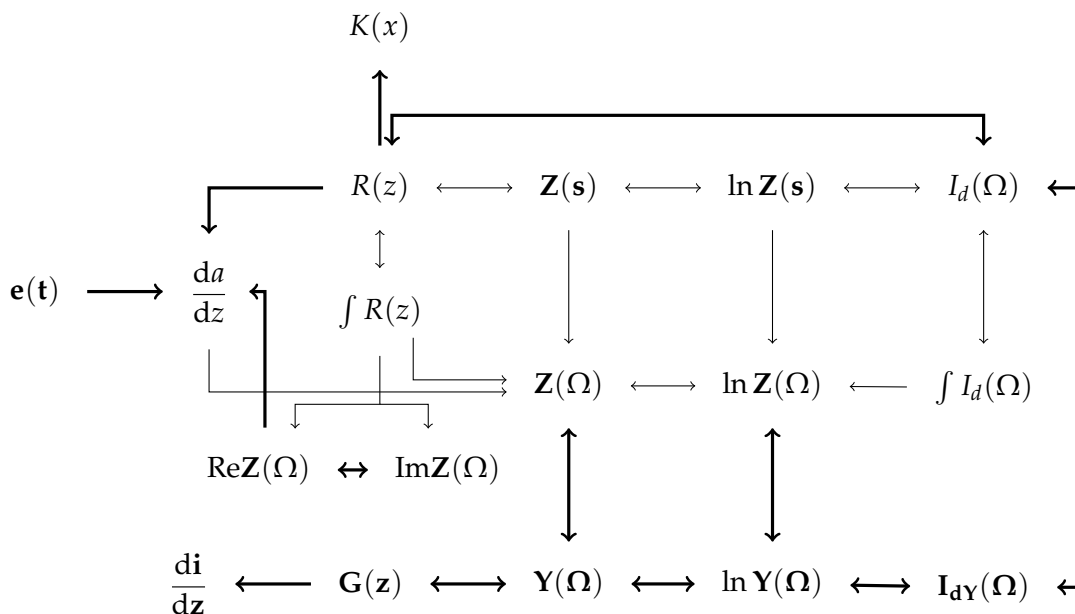 K(x)
R(z) Z(s) ln Z(s) I_d(Ω)
e(t) da/dz ∫ R(z)
Z(Ω) ln Z(Ω) ∫ I_d(Ω)
ReZ(Ω) ImZ(Ω)
di/dz G(z) Y(Ω) ln Y(Ω) I_dY(Ω)